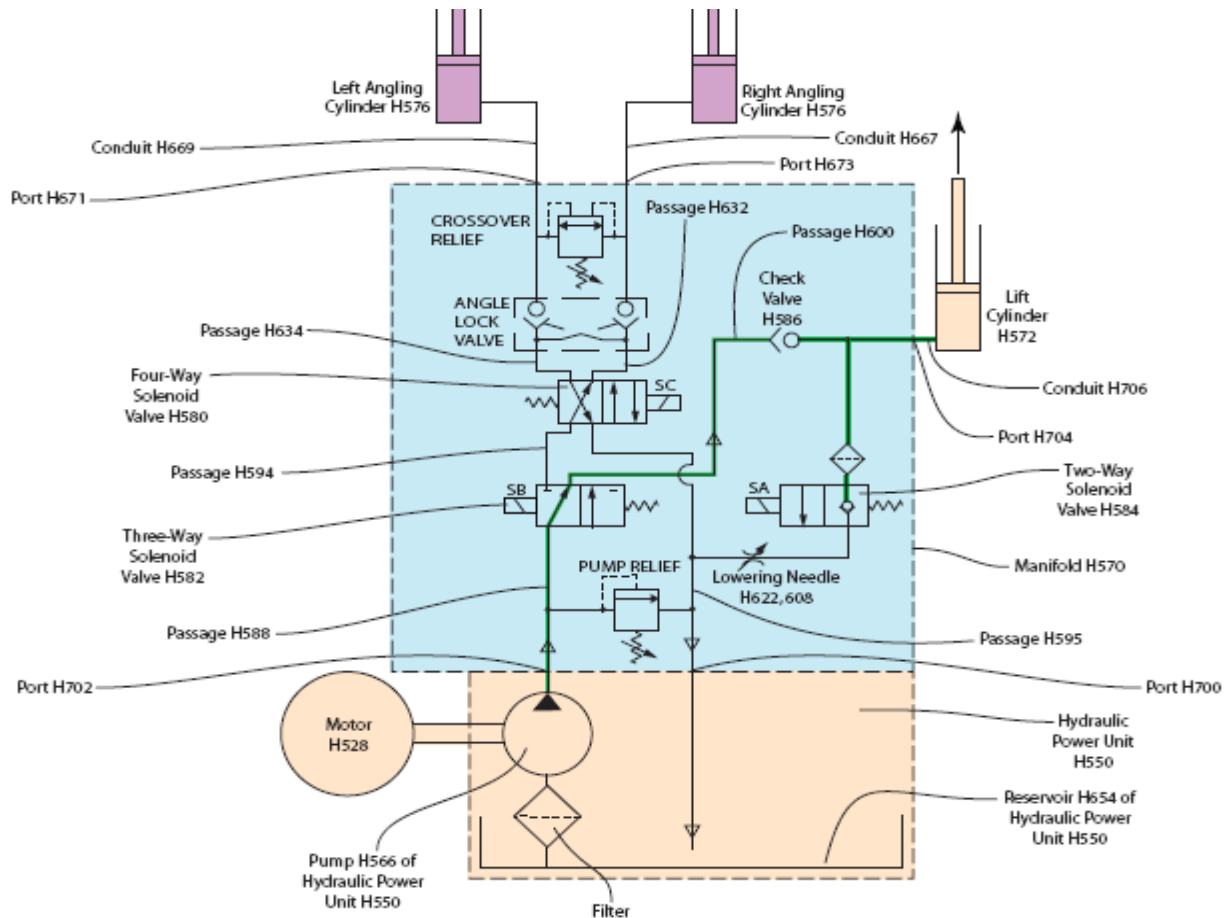 Left Angling
Cylinder H576
Right Angling
Cylinder H576
Conduit H669
Conduit H667
Port H673
Port H671
CROSSOVER
RELIEF
Passage H632
Passage H600
Check
Valve
H586
Lift
Cylinder
H572
ANGLE
LOCK
VALVE
Passage H634
Four-Way
Solenoid
Valve H580
SC
Conduit H706
Port H704
Passage H594
SB
SA
Two-Way
Solenoid
Valve H584
Three-Way
Solenoid
Valve H582
PUMP RELIEF
Lowering Needle
H622,608
Manifold H570
Passage H588
Passage H595
Port H702
Port H700
Motor
H528
Hydraulic
Power Unit
H550
Reservoir H654 of
Hydraulic Power
Unit H550
Pump H566 of
Hydraulic Power
Unit H550
Filter